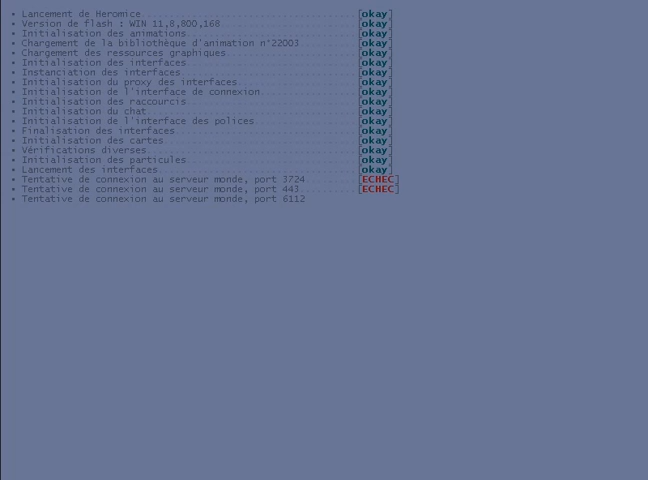 • Lancement de Heromice.......................................[okay]
• Version de flash : WIN 11,8,800,168.........................[okay]
• Initialisation des animations...............................[okay]
• Chargement de la bibliothèque d'animation n°22003...........[okay]
• Chargement des ressources graphiques........................[okay]
• Initialisation des interfaces...............................[okay]
• Instanciation des interfaces................................[okay]
• Initialisation du proxy des interfaces......................[okay]
• Initialisation de l'interface de connexion..................[okay]
• Initialisation des raccourcis...............................[okay]
• Initialisation du chat......................................[okay]
• Initialisation de l'interface des polices...................[okay]
• Finalisation des interfaces.................................[okay]
• Initialisation des cartes...................................[okay]
• Vérifications diverses......................................[okay]
• Initialisation des particules...............................[okay]
• Lancement des interfaces....................................[okay]
• Tentative de connexion au serveur monde, port 3724..........[ECHEC]
• Tentative de connexion au serveur monde, port 443...........[ECHEC]
• Tentative de connexion au serveur monde, port 6112